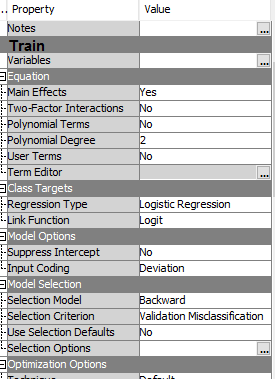 Property Value
Notes ...
Train
Variables ...
Equation
Main Effects Yes
Two-Factor Interactions No
Polynomial Terms No
Polynomial Degree 2
User Terms No
Term Editor ...
Class Targets
Regression Type Logistic Regression
Link Function Logit
Model Options
Suppress Intercept No
Input Coding Deviation
Model Selection
Selection Model Backward
Selection Criterion Validation Misclassification
Use Selection Defaults No
Selection Options ...
Optimization Options
Technique Default